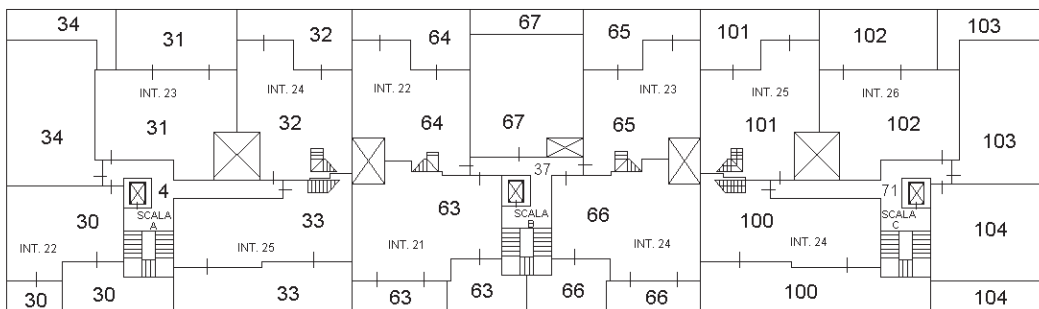 34 31 32 64 67 65 101 102 103
INT. 23 INT. 24 INT. 22 INT. 23 INT. 25 INT. 26
34 31 32 64 67 65 101 102 103
37
4 71
30 33 63 66 100 104
SCALA A SCALA B SCALA C
INT. 22 INT. 25 INT. 21 INT. 24 INT. 24
30 30 33 63 63 66 66 100 104